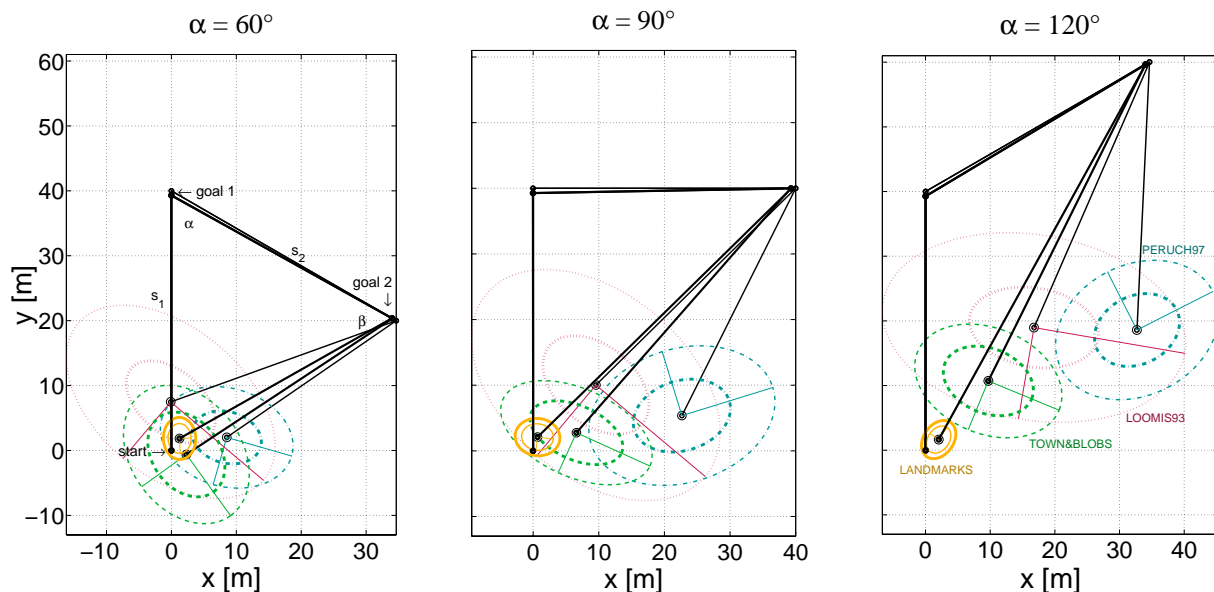 α = 60°
α = 90°
α = 120°
60
50
40
30
20
10
0
−10
y [m]
← goal 1
α
s2
goal 2
↓
s1
β
start→
−10 0 10 20 30
x [m]
0 10 20 30 40
x [m]
PERUCH97
LOOMIS93
TOWN&BLOBS
LANDMARKS
0 10 20 30 40
x [m]